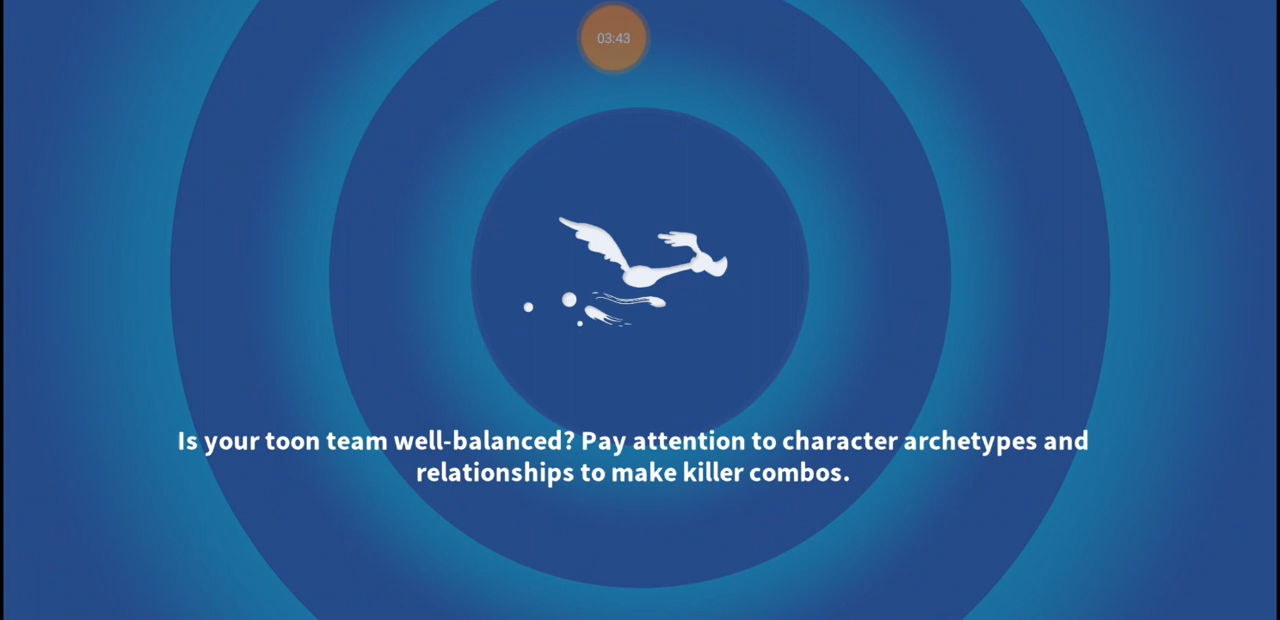 03:43
Is your toon team well-balanced? Pay attention to character archetypes and
relationships to make killer combos.